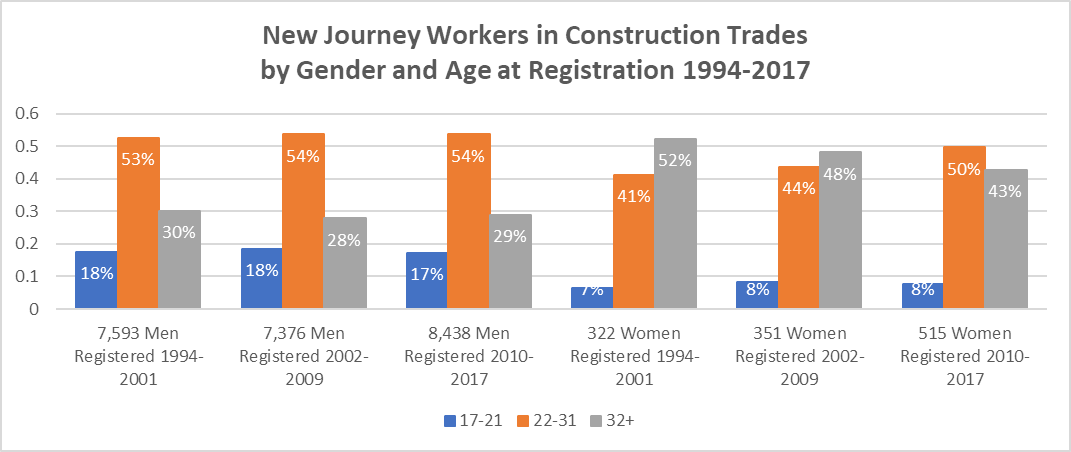 New Journey Workers in Construction Trades
by Gender and Age at Registration 1994-2017
0.6
0.5
0.4
0.3
0.2
0.1
0
18%
53%
30%
18%
54%
28%
17%
54%
29%
7%
41%
52%
8%
44%
48%
8%
50%
43%
7,593 Men
Registered 1994-
2001
7,376 Men
Registered 2002-
2009
8,438 Men
Registered 2010-
2017
322 Women
Registered 1994-
2001
351 Women
Registered 2002-
2009
515 Women
Registered 2010-
2017
17-21 22-31 32+